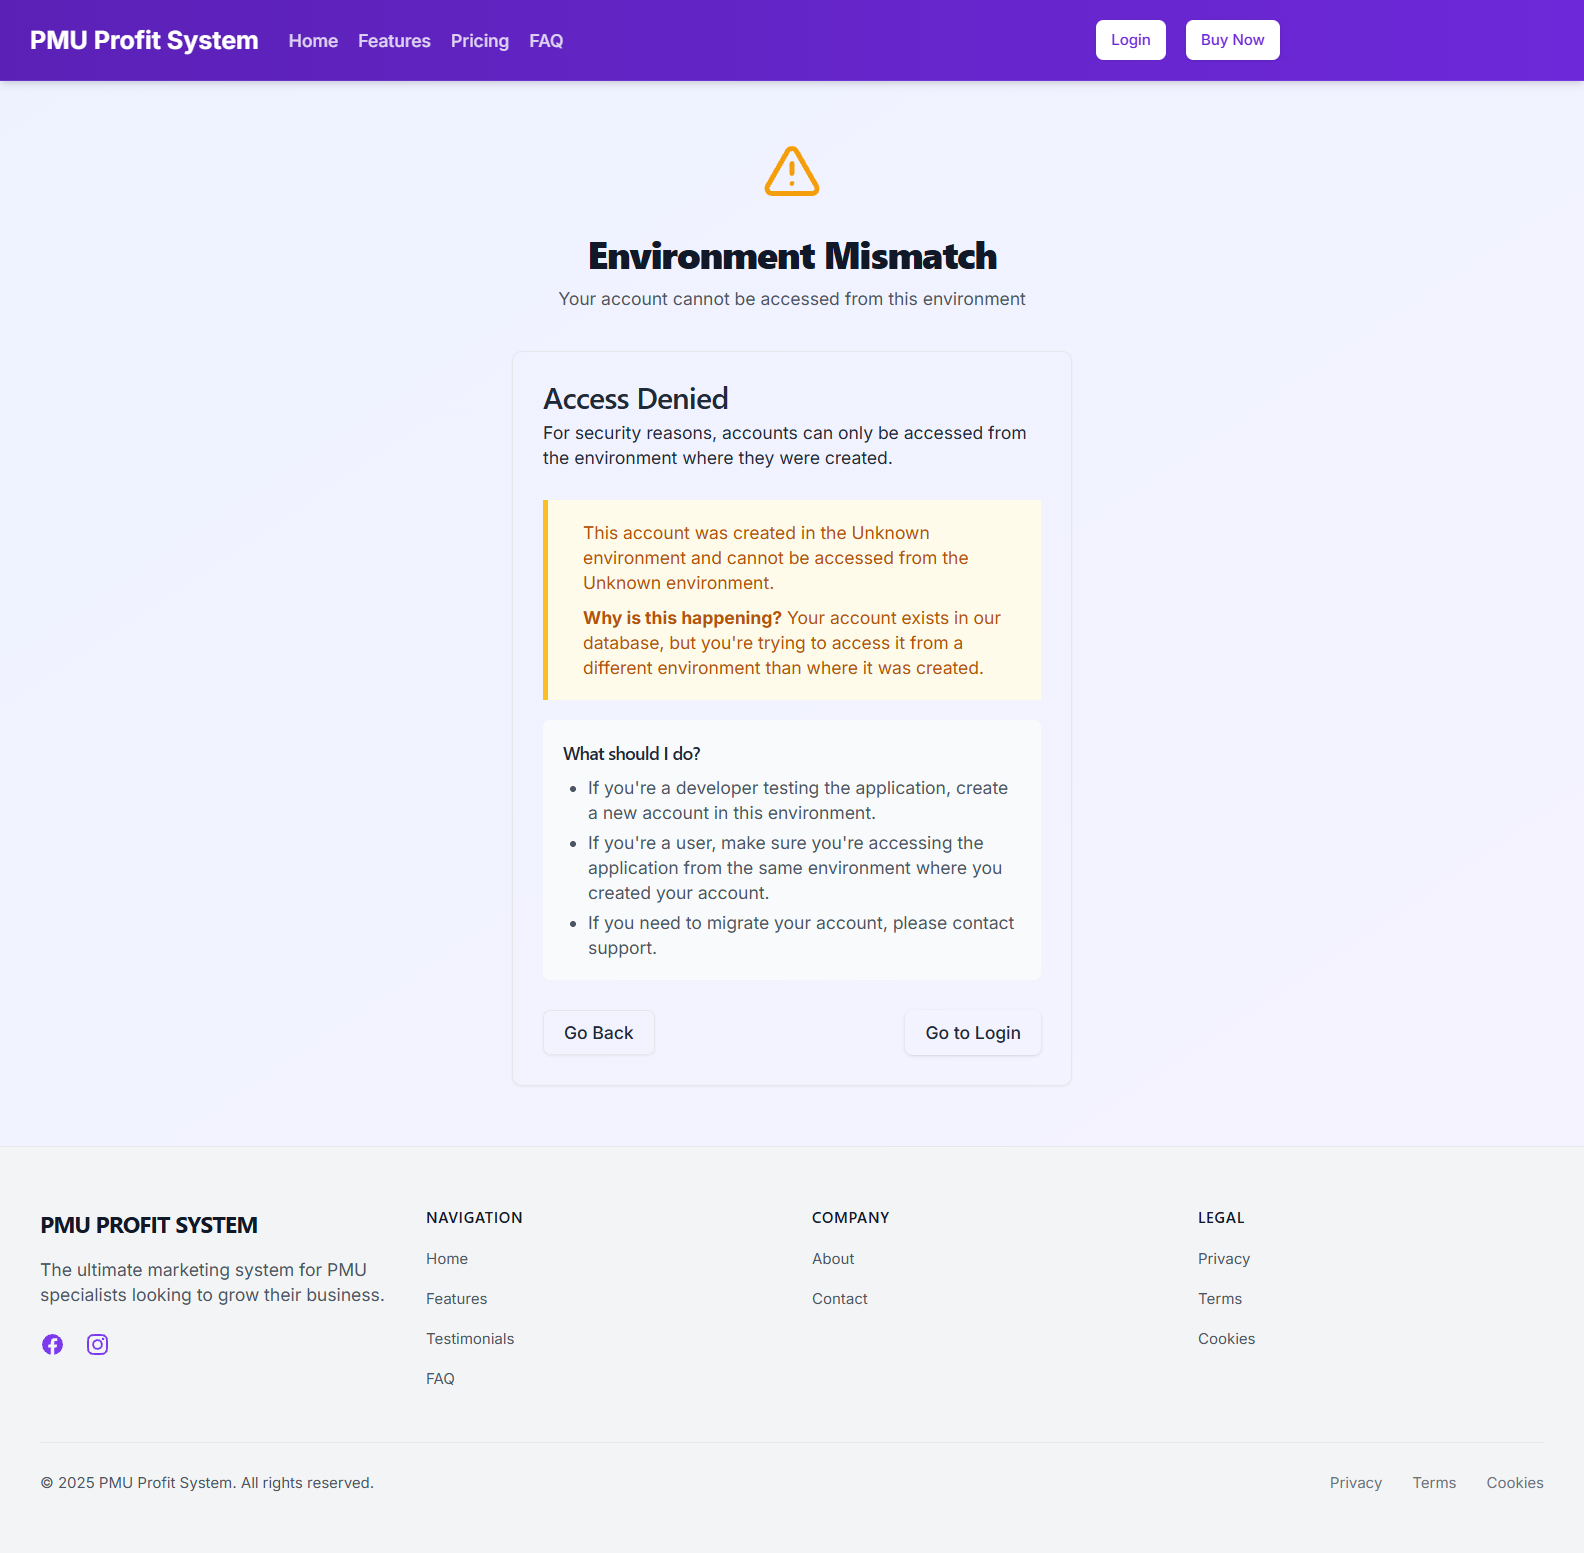 PMU Profit System
Home Features Pricing FAQ
Login Buy Now
Environment Mismatch
Your account cannot be accessed from this environment
Access Denied
For security reasons, accounts can only be accessed from
the environment where they were created.
This account was created in the Unknown
environment and cannot be accessed from the
Unknown environment.
Why is this happening? Your account exists in our
database, but you're trying to access it from a
different environment than where it was created.
What should I do?
• If you're a developer testing the application, create
a new account in this environment.
• If you're a user, make sure you're accessing the
application from the same environment where you
created your account.
• If you need to migrate your account, please contact
support.
Go Back Go to Login
PMU PROFIT SYSTEM
The ultimate marketing system for PMU
specialists looking to grow their business.
NAVIGATION
Home
Features
Testimonials
FAQ
COMPANY
About
Contact
LEGAL
Privacy
Terms
Cookies
© 2025 PMU Profit System. All rights reserved.
Privacy Terms Cookies